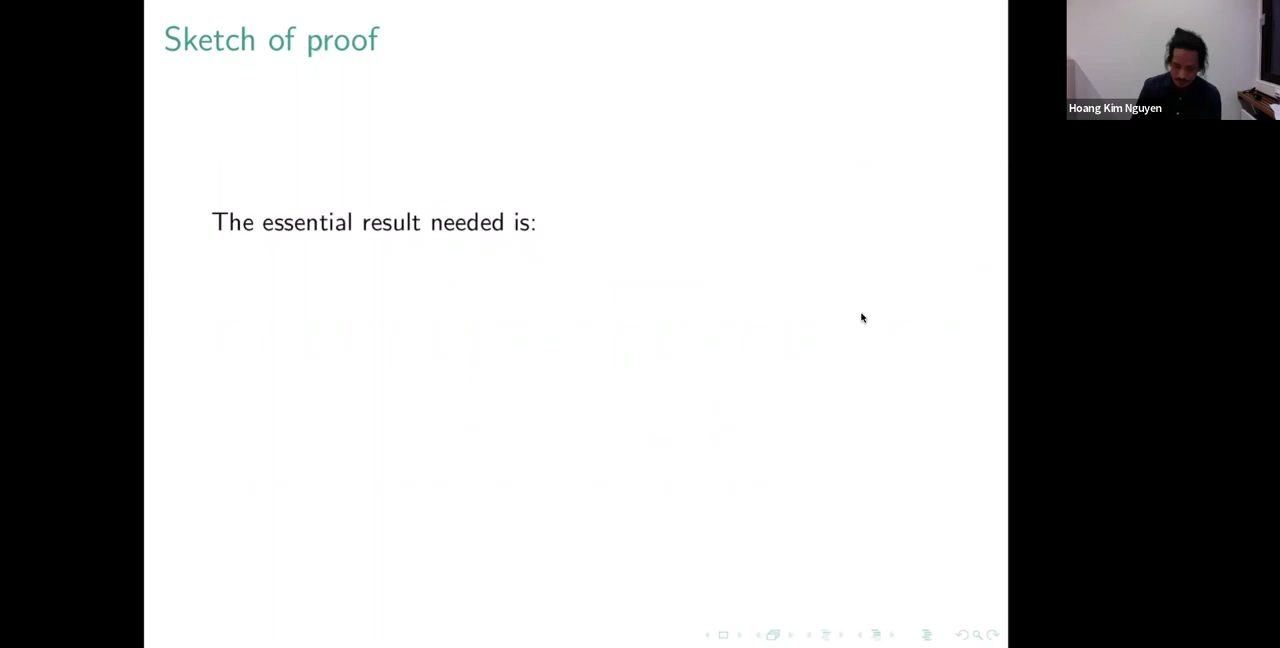 Sketch of proof
The essential result needed is:
Hoang Kim Nguyen